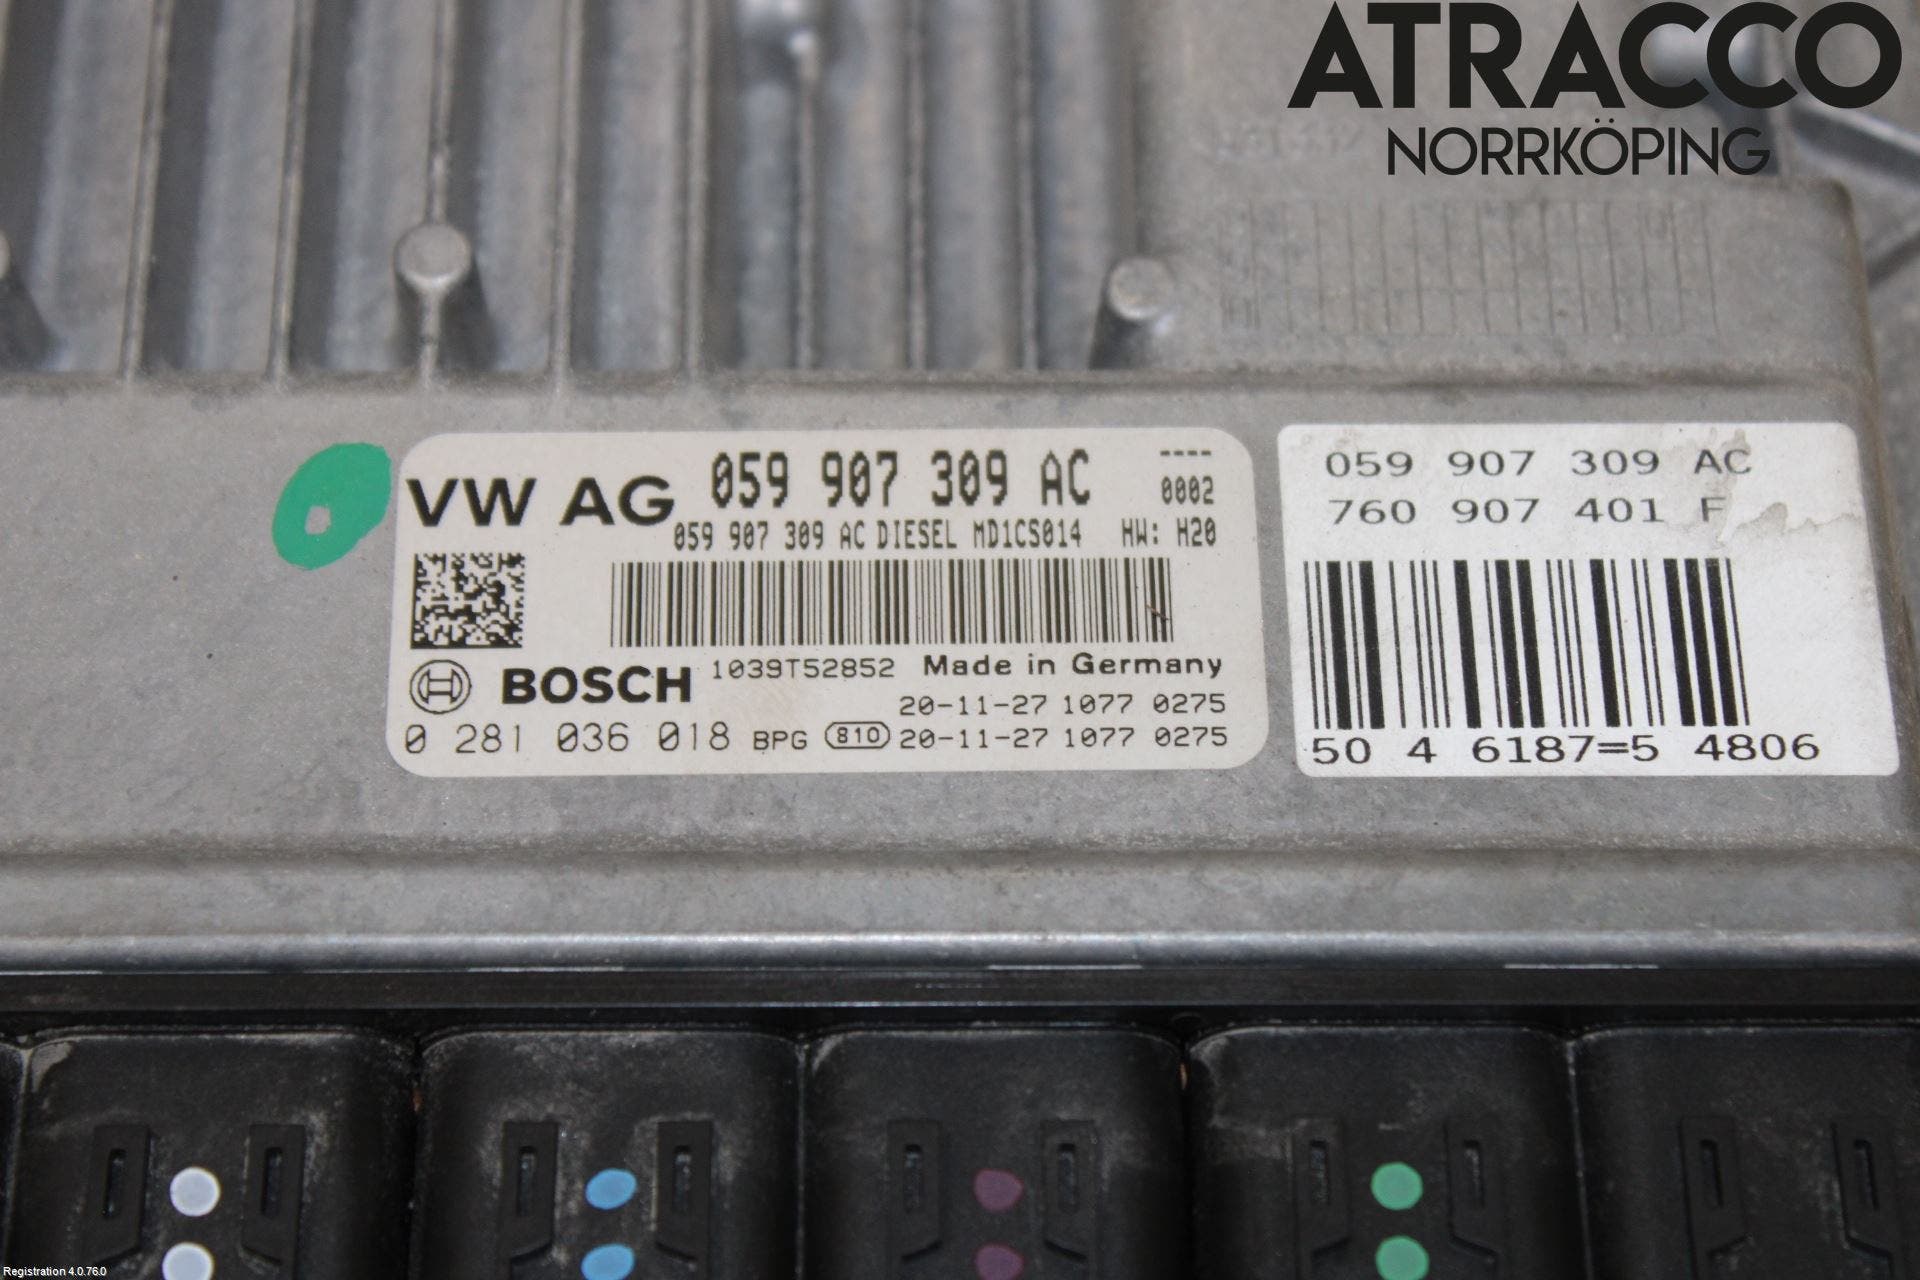 ATRACCO
NORRKÖPING
VW AG 059 907 309 AC ----
0002
059 907 309 AC DIESEL MD1CS014 HW: H20
BOSCH 1039T52852 Made in Germany
20-11-27 1077 0275
0 281 036 018 BPG 810 20-11-27 1077 0275
059 907 309 AC
760 907 401 F
50 4 6187=5 4806
Registration 4.0.76.0